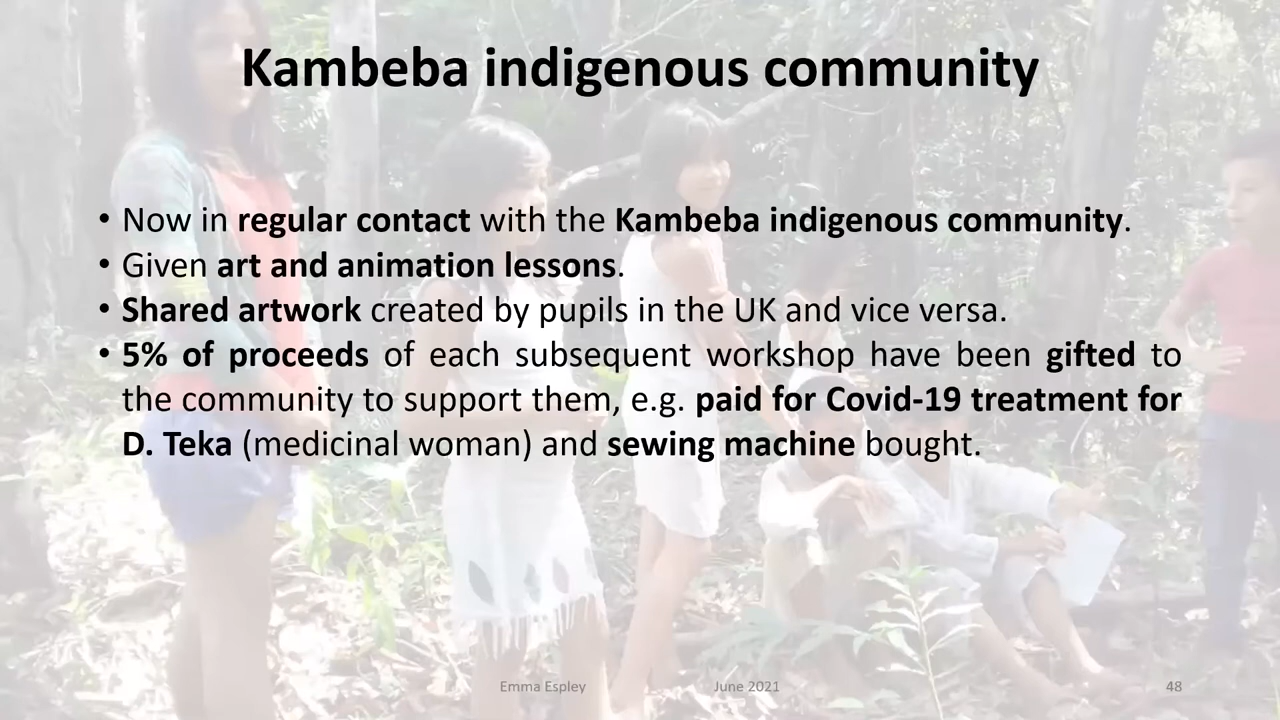 Kambeba indigenous community
• Now in regular contact with the Kambeba indigenous community.
• Given art and animation lessons.
• Shared artwork created by pupils in the UK and vice versa.
• 5% of proceeds of each subsequent workshop have been gifted to
the community to support them, e.g. paid for Covid-19 treatment for
D. Teka (medicinal woman) and sewing machine bought.
Emma Espley June 2021 48